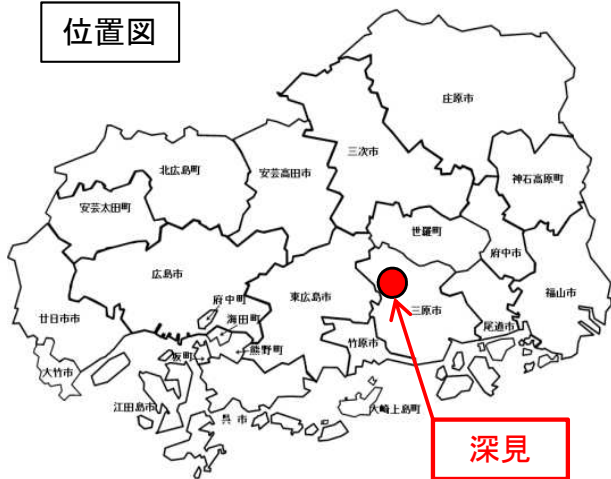 位置図
庄原市
三次市
北広島町
安芸高田市
神石高原町
安芸太田町
世羅町
府中市
広島市
東広島市
福山市
府中町
三原市
廿日市市
海田町
尾道市
竹原市
熊野町
坂町
大竹市
江田島市
呉市
大崎上島町
深見